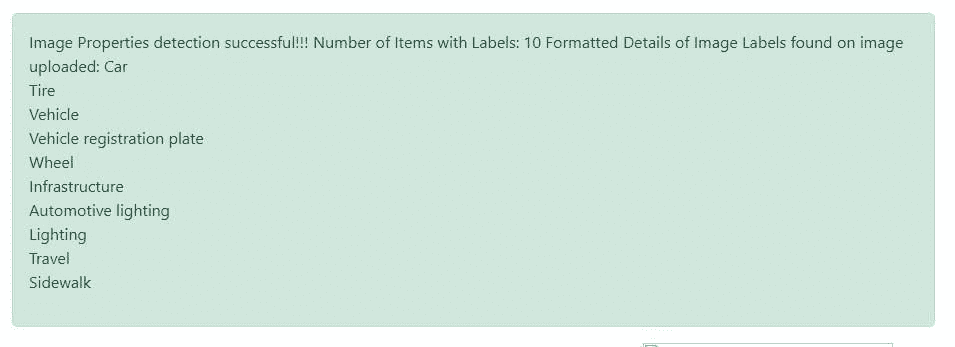 Image Properties detection successful!!! Number of Items with Labels: 10 Formatted Details of Image Labels found on image
uploaded: Car
Tire
Vehicle
Vehicle registration plate
Wheel
Infrastructure
Automotive lighting
Lighting
Travel
Sidewalk